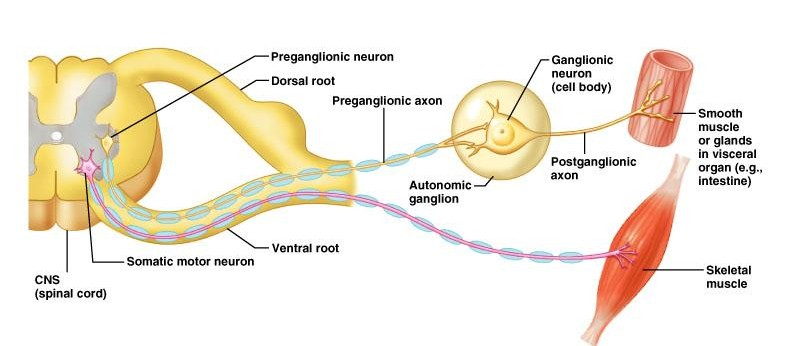 Preganglionic neuron
Dorsal root
Preganglionic axon
Ganglionic
neuron
(cell body)
Smooth
muscle
or glands
in visceral
organ (e.g.,
intestine)
Postganglionic
axon
Autonomic
ganglion
Ventral root
Somatic motor neuron
CNS
(spinal cord)
Skeletal
muscle